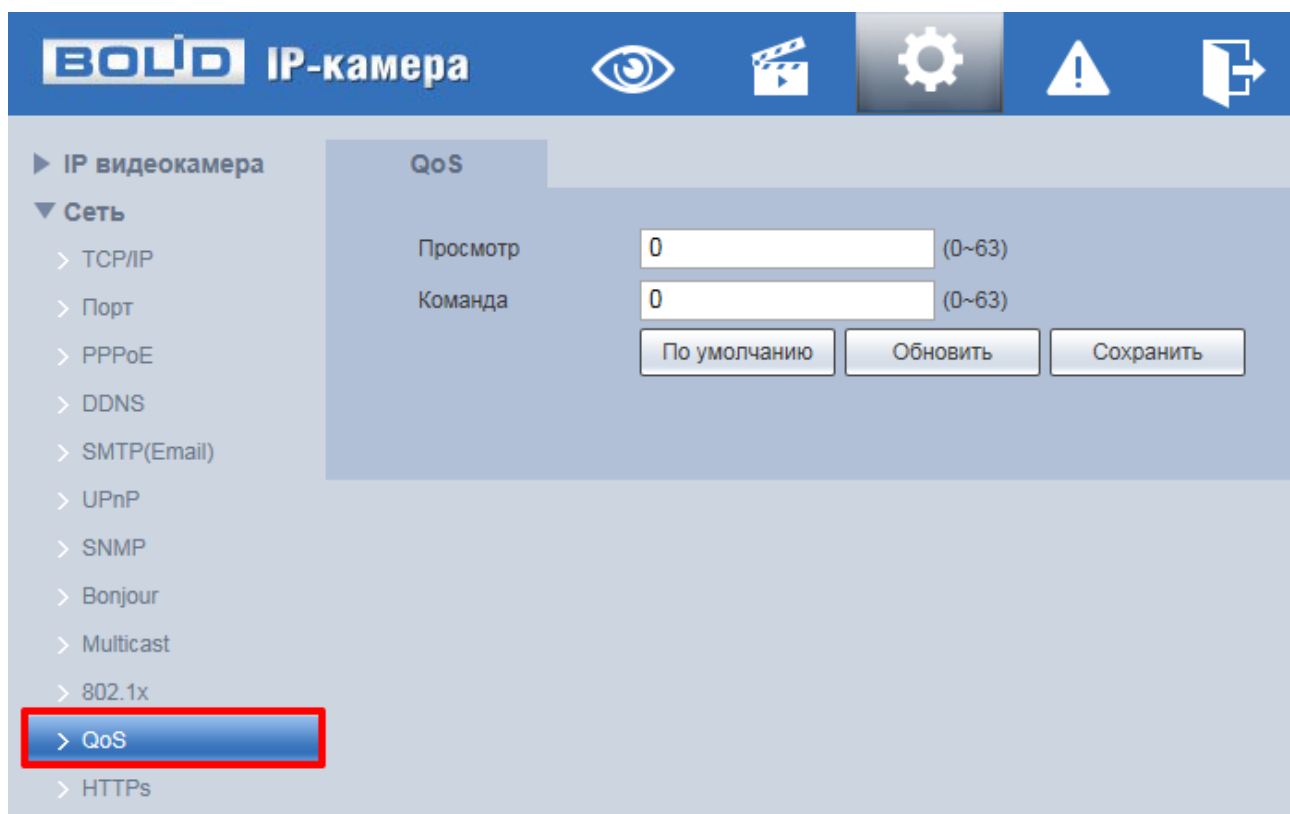 BOLID IP-камера
IP видеокамера
Сеть
TCP/IP
Порт
PPPoE
DDNS
SMTP(Email)
UPnP
SNMP
Bonjour
Multicast
802.1x
QoS
HTTPs
QoS
Просмотр 0 (0~63)
Команда 0 (0~63)
По умолчанию Обновить Сохранить